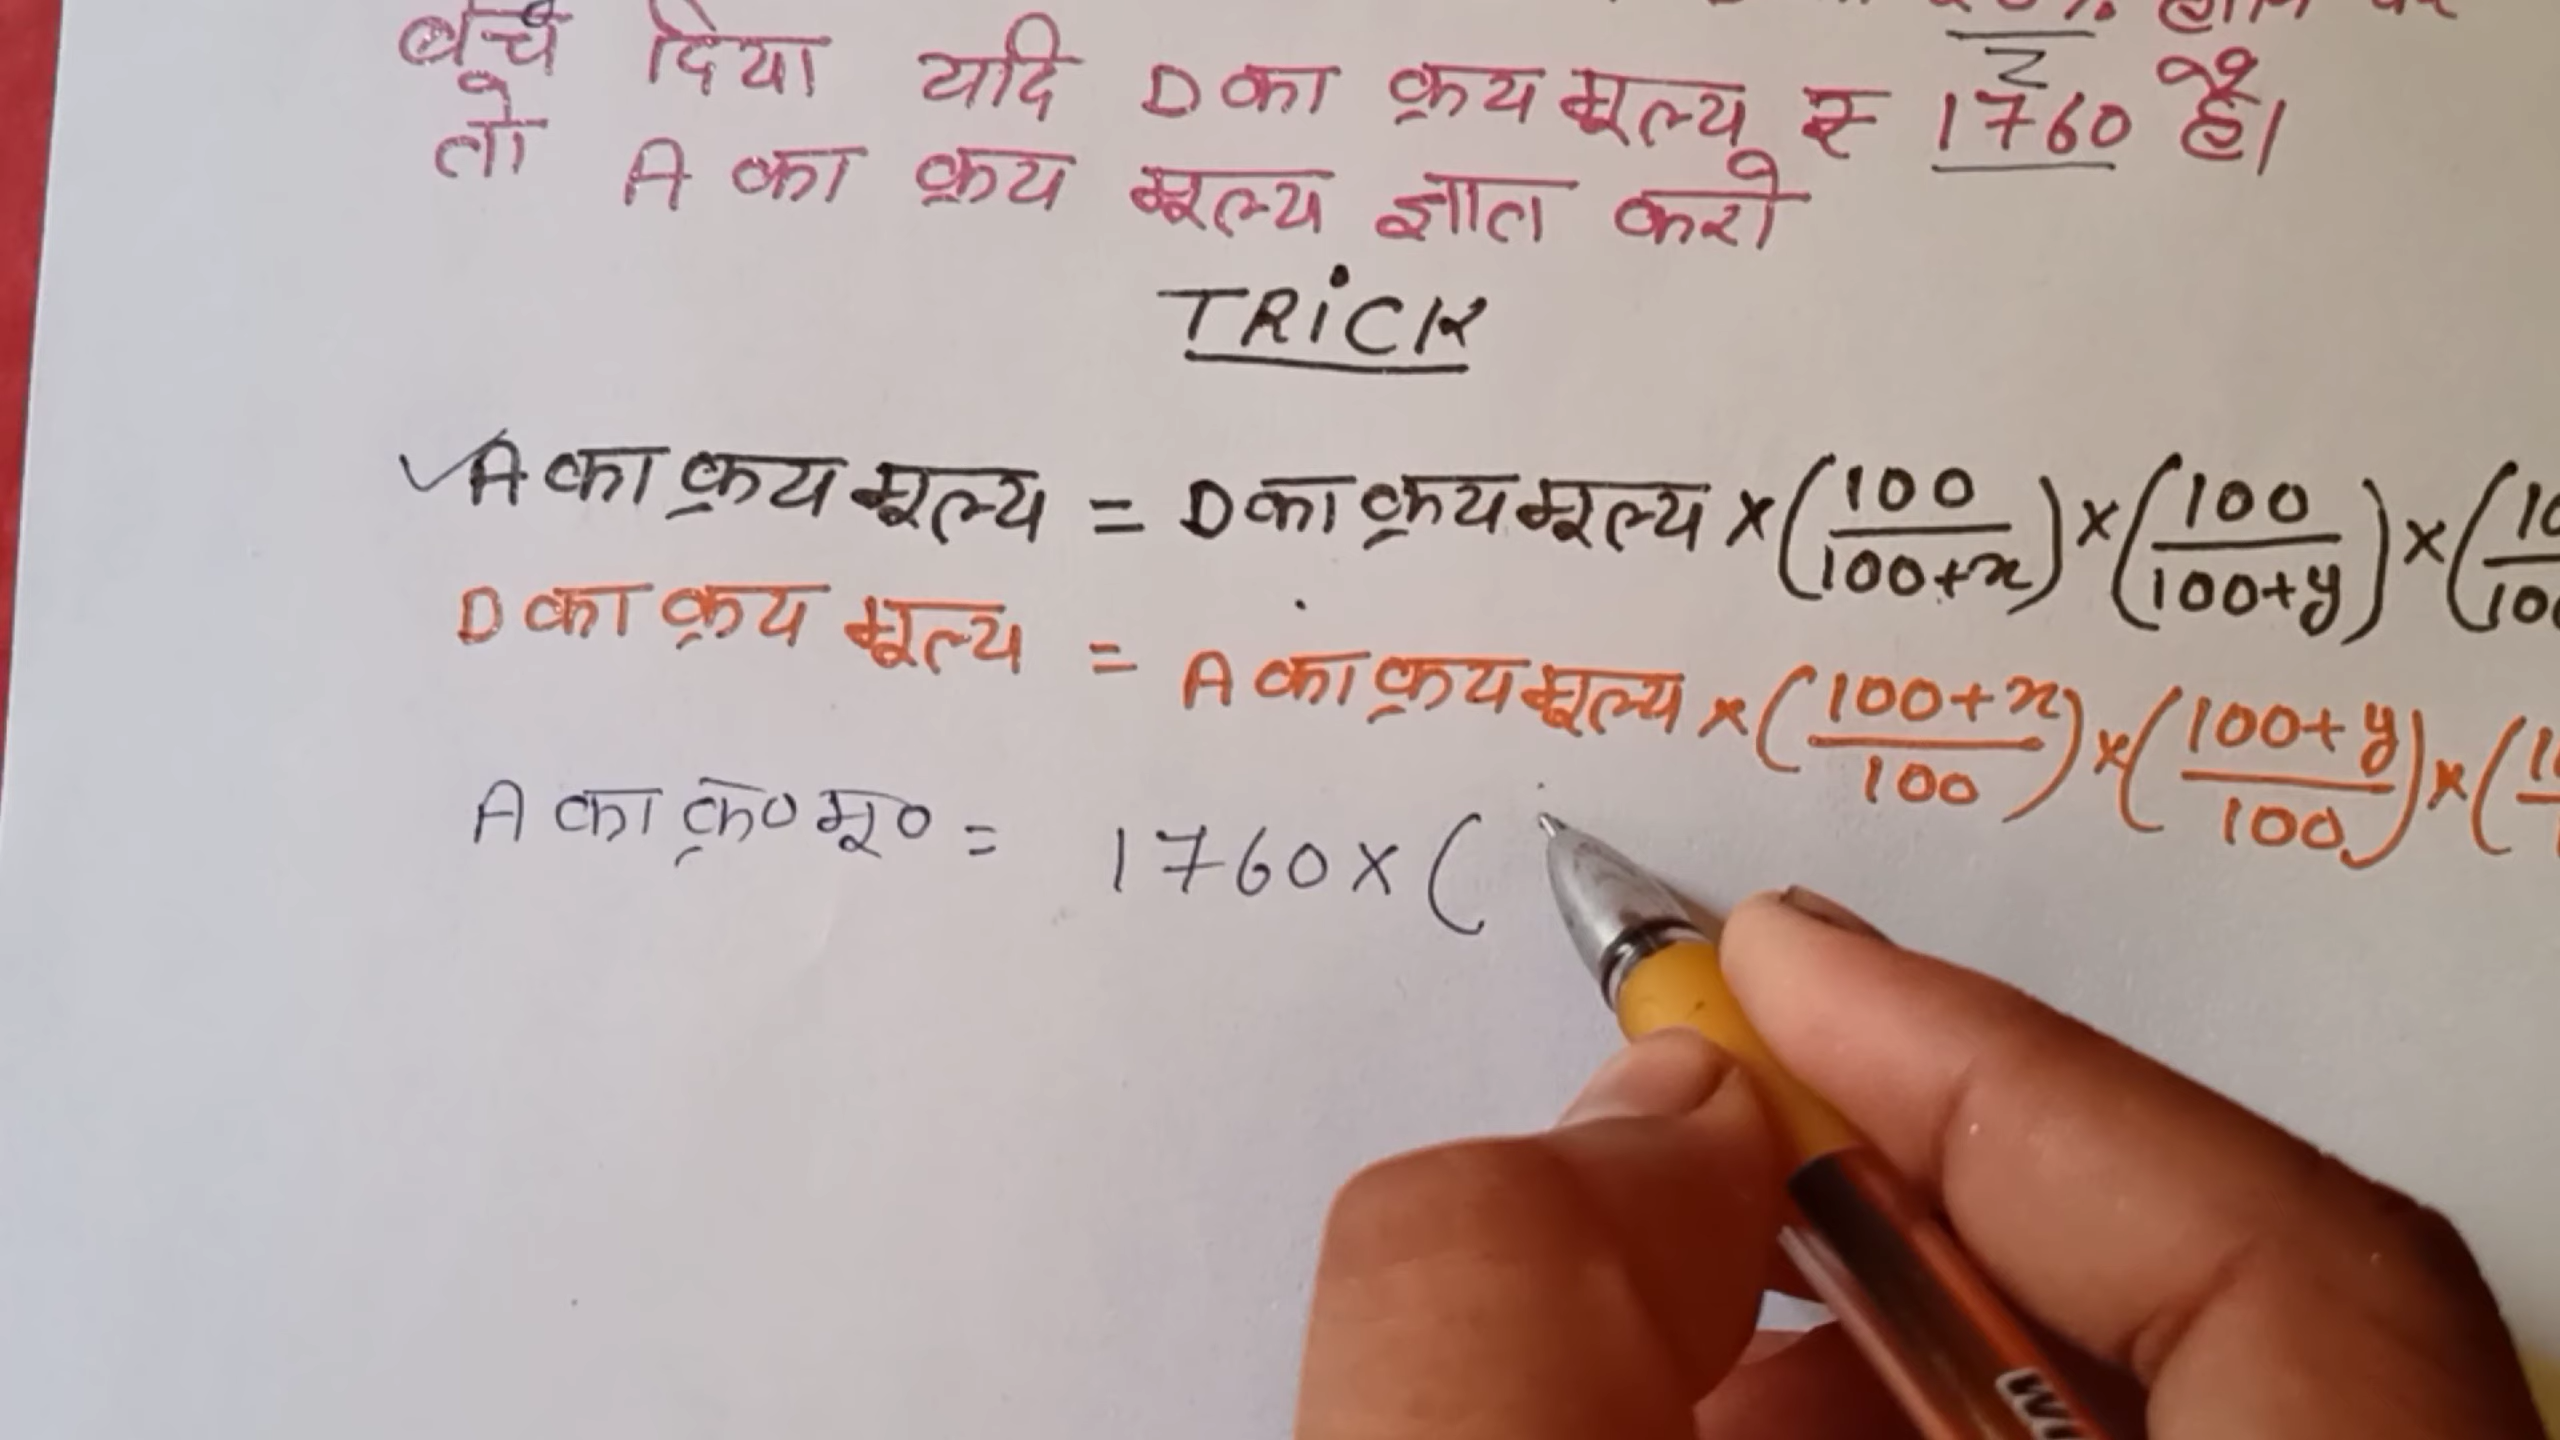 हानि पर
बेच दिया यदि D का क्रय मूल्य रु 1760 है।
Z
तो A का क्रय मूल्य ज्ञात करो
TRiCK
✓A का क्रय मूल्य = D का क्रय मूल्य × (100/100+x) × (100/100+y) × (
D का क्रय मूल्य = A का क्रय मूल्य × (100+x/100) × (100+y/100) × (
A का क्र० मू० = 1760 × (